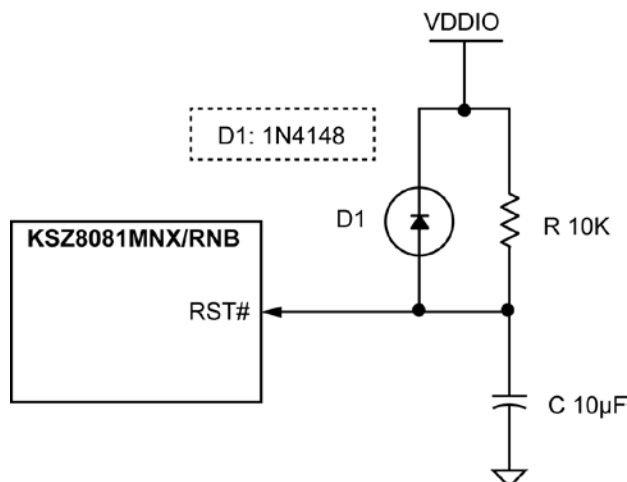 VDDIO
D1: 1N4148
D1
R 10K
KSZ8081MNX/RNB
RST#
C 10µF